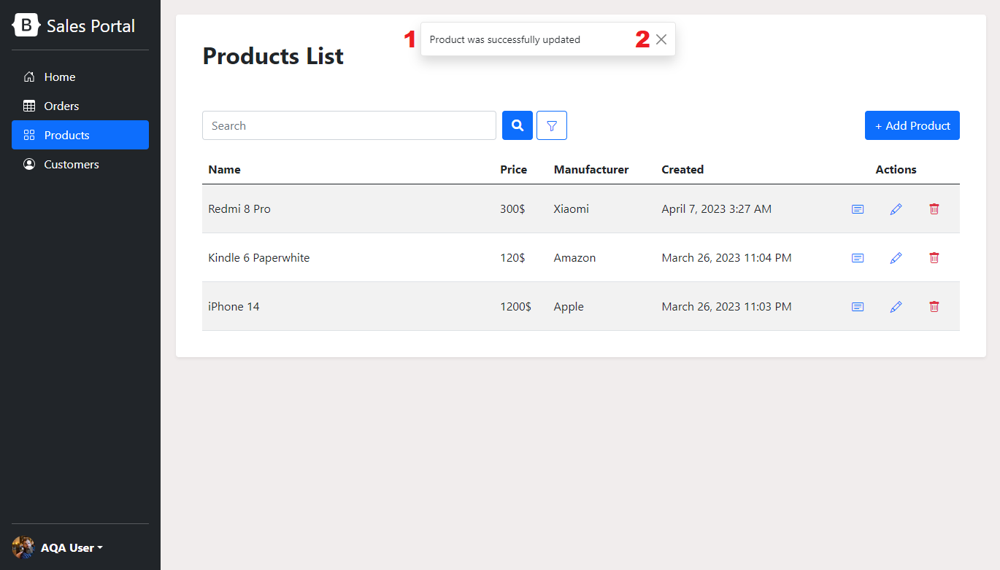 B Sales Portal
Home
Orders
Products
Customers
AQA User
1 Product was successfully updated 2
Products List
Search
+ Add Product
Name Price Manufacturer Created Actions
Redmi 8 Pro 300$ Xiaomi April 7, 2023 3:27 AM
Kindle 6 Paperwhite 120$ Amazon March 26, 2023 11:04 PM
iPhone 14 1200$ Apple March 26, 2023 11:03 PM